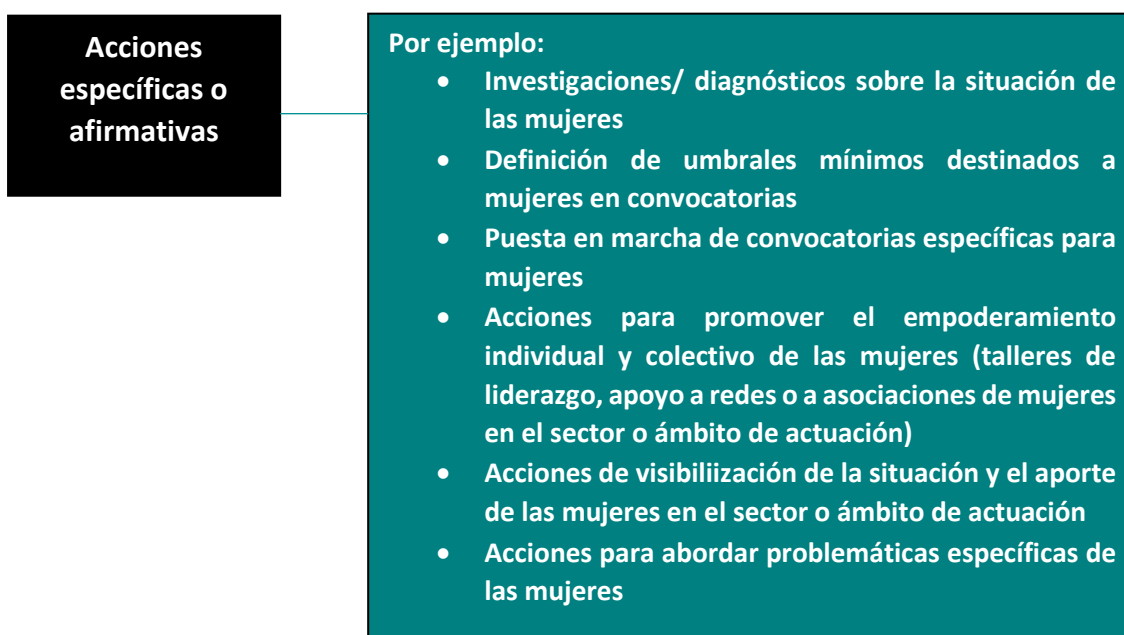 Acciones
específicas o
afirmativas
Por ejemplo:
• Investigaciones/ diagnósticos sobre la situación de
las mujeres
• Definición de umbrales mínimos destinados a
mujeres en convocatorias
• Puesta en marcha de convocatorias específicas para
mujeres
• Acciones para promover el empoderamiento
individual y colectivo de las mujeres (talleres de
liderazgo, apoyo a redes o a asociaciones de mujeres
en el sector o ámbito de actuación)
• Acciones de visibiliización de la situación y el aporte
de las mujeres en el sector o ámbito de actuación
• Acciones para abordar problemáticas específicas de
las mujeres